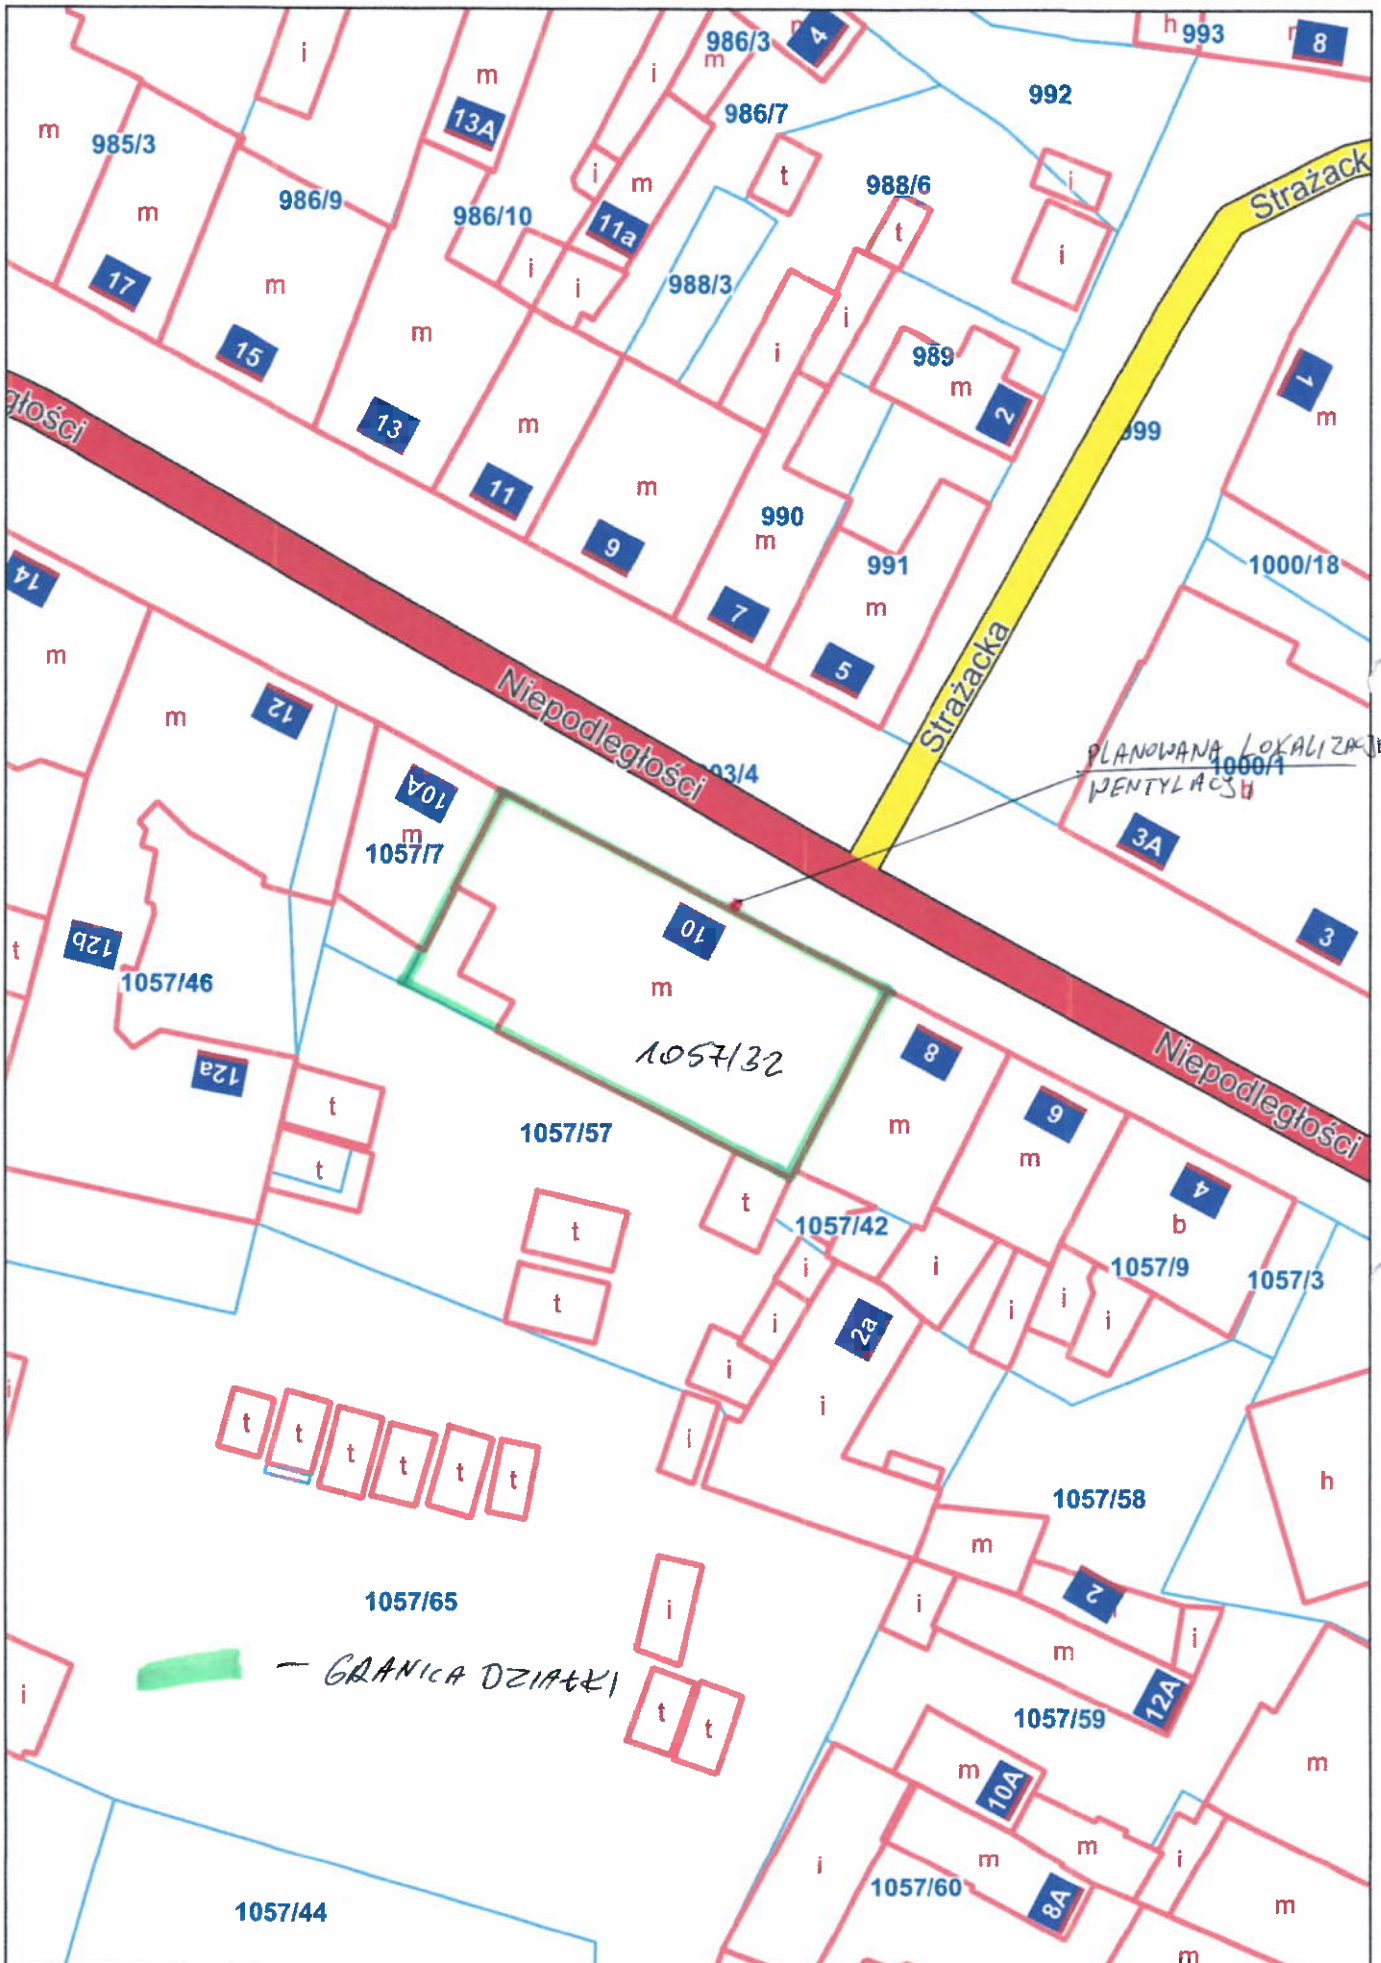 h
993
8
986/3
4
i
m
i
m
m
992
13A
986/7
m
985/3
t
i
m
i
m
988/6
Strażack
986/9
986/10
11a
t
17
m
i
i
988/3
i
15
m
i
i
989
m
2
1
m
głości
13
m
999
11
m
990
m
9
991
1000/18
14
7
m
m
5
12
m
Niepodległości
Strażacka
03/4
PLANOWANA LOKALIZACJ
WENTYLACJI
1000/1
b
10A
m
1057/7
3A
10
3
t
12b
1057/46
m
1057/32
8
Niepodległości
12a
t
6
1057/57
m
m
t
4
t
t
1057/42
b
1057/9
1057/3
i
i
t
i
i
i
i
2a
i
i
i
t
t
t
t
t
t
i
h
1057/58
m
1057/65
i
i
2
m
i
GRANICA DZIAŁKI
i
t
t
12A
1057/59
m
m
10A
m
i
m
i
1057/60
8A
m
1057/44
m